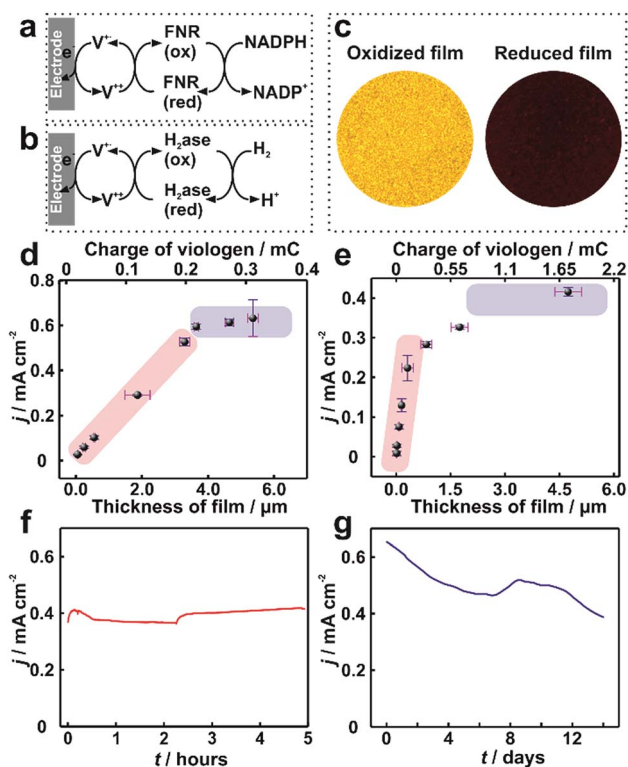 a
Electrode
e⁻
V⁺·
V⁺⁺
FNR
(ox)
FNR
(red)
NADPH
NADP⁺
b
Electrode
e⁻
V⁺·
V⁺⁺
H₂ase
(ox)
H₂ase
(red)
H₂
H⁺
c
Oxidized film
Reduced film
d
Charge of viologen / mC
0 0.1 0.2 0.3 0.4
j / mA cm⁻²
0.8
0.6
0.4
0.2
0
0.0 2.0 4.0 6.0
Thickness of film / µm
e
Charge of viologen / mC
0 0.55 1.1 1.65 2.2
j / mA cm⁻²
0.4
0.3
0.2
0.1
0
0.0 1.5 3.0 4.5 6.0
Thickness of film / µm
f
j / mA cm⁻²
0.6
0.4
0.2
0
0 1 2 3 4 5
t / hours
g
j / mA cm⁻²
0.6
0.4
0.2
0
0 4 8 12
t / days